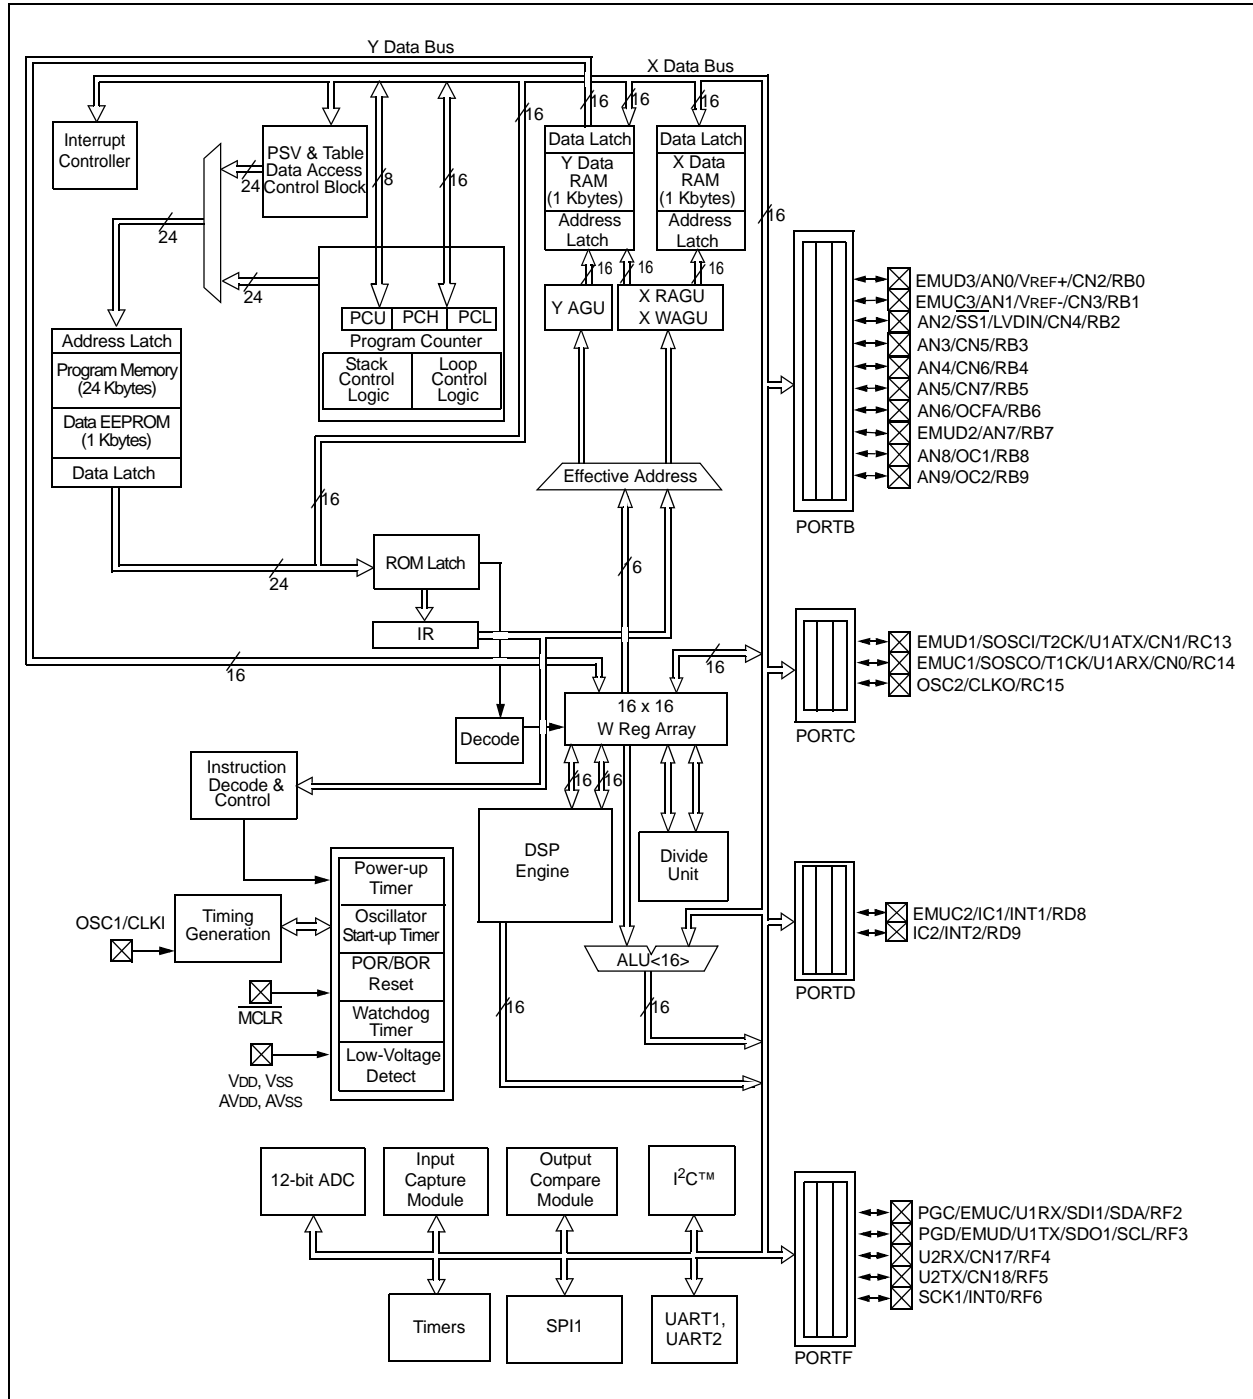 Y Data Bus
X Data Bus
16
16
16
16
Interrupt
Controller
PSV & Table
Data Access
Control Block
24
8
16
24
24
Data Latch
Y Data
RAM
(1 Kbytes)
Address
Latch
Data Latch
X Data
RAM
(1 Kbytes)
Address
Latch
16
16
16
16
Y AGU
X RAGU
X WAGU
PCU
PCH
PCL
Program Counter
Stack
Control
Logic
Loop
Control
Logic
Address Latch
Program Memory
(24 Kbytes)
Data EEPROM
(1 Kbytes)
Data Latch
16
24
Effective Address
6
ROM Latch
IR
16
16
16 x 16
W Reg Array
Decode
Instruction
Decode &
Control
16
16
DSP
Engine
Divide
Unit
Power-up
Timer
Oscillator
Start-up Timer
POR/BOR
Reset
Watchdog
Timer
Low-Voltage
Detect
OSC1/CLKI
Timing
Generation
MCLR
VDD, VSS
AVDD, AVSS
ALU<16>
16
16
EMUD3/AN0/VREF+/CN2/RB0
EMUC3/AN1/VREF-/CN3/RB1
AN2/SS1/LVDIN/CN4/RB2
AN3/CN5/RB3
AN4/CN6/RB4
AN5/CN7/RB5
AN6/OCFA/RB6
EMUD2/AN7/RB7
AN8/OC1/RB8
AN9/OC2/RB9
PORTB
EMUD1/SOSCI/T2CK/U1ATX/CN1/RC13
EMUC1/SOSCO/T1CK/U1ARX/CN0/RC14
OSC2/CLKO/RC15
PORTC
EMUC2/IC1/INT1/RD8
IC2/INT2/RD9
PORTD
12-bit ADC
Input
Capture
Module
Output
Compare
Module
I2C™
Timers
SPI1
UART1,
UART2
PGC/EMUC/U1RX/SDI1/SDA/RF2
PGD/EMUD/U1TX/SDO1/SCL/RF3
U2RX/CN17/RF4
U2TX/CN18/RF5
SCK1/INT0/RF6
PORTF